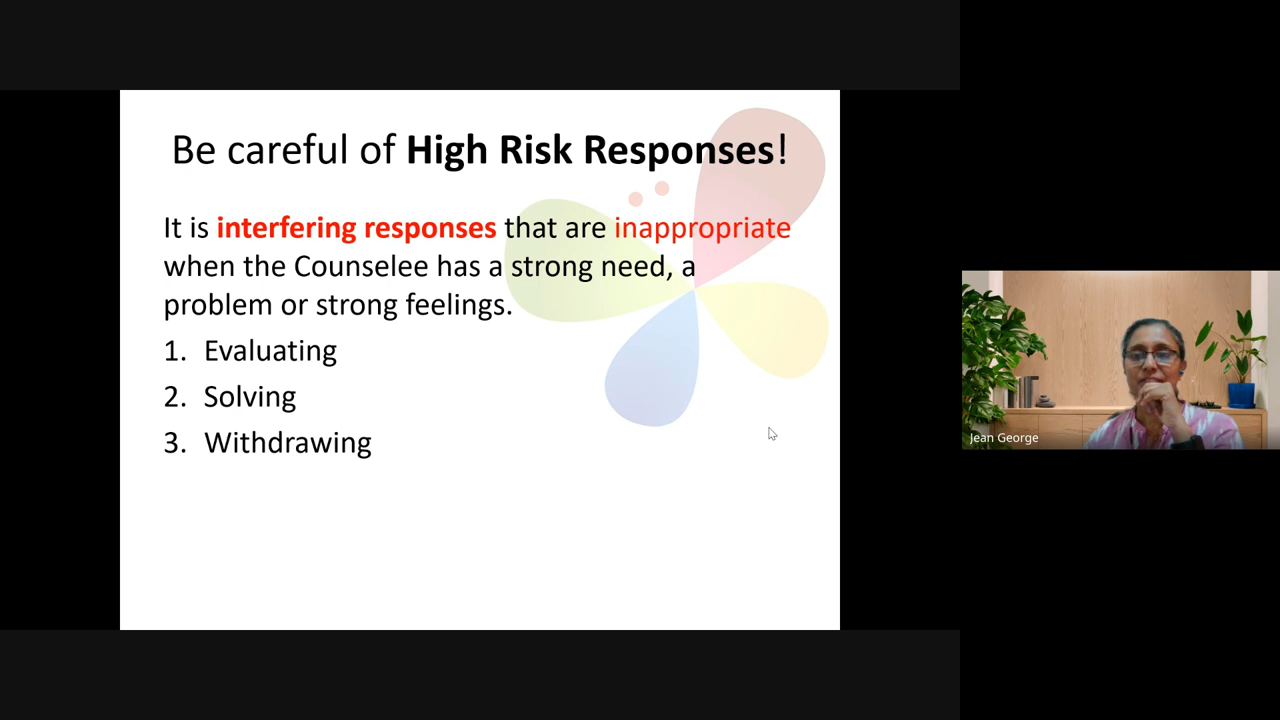 Be careful of High Risk Responses!
It is interfering responses that are inappropriate
when the Counselee has a strong need, a
problem or strong feelings.
1. Evaluating
2. Solving
3. Withdrawing
Jean George